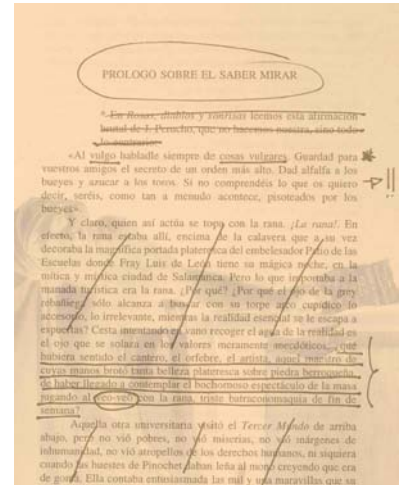 PROLOGO SOBRE EL SABER MIRAR
* En Rosas, diablos y sonrisas leemos esta afirmación
brutal de J. Perucho, que no hacemos nuestra, sino todo
lo contrario:
«Al vulgo habladle siempre de cosas vulgares. Guardad para
vuestros amigos el secreto de un orden más alto. Dad alfalfa a los
bueyes y azucar a los toros. Si no comprendéis lo que os quiero
decir, seréis, como tan a menudo acontece, pisoteados por los
bueyes».
Y claro, quien así actúa se topa con la rana. ¡La rana!. En
efecto, la rana estaba allí, encima de la calavera que a su vez
decoraba la magnífica portada plateresca del embelesador Patio de las
Escuelas donde Fray Luis de León tiene su mágica noche, en la
mítica y mística ciudad de Salamanca. Pero lo que importaba a la
manada turística era la rana. ¿Por qué? ¿Por qué el ojo de la grey
rebañiega sólo alcanza a buscar con su torpe arco cupídico lo
accesorio, lo irrelevante, mientras la realidad esencial se le escapa a
espuertas? Cesta intentando en vano recoger el agua de la realidad es
el ojo que se solaza en los valores meramente anecdóticos. ¿qué
hubiera sentido el cantero, el orfebre, el artista, aquel maestro de
cuyas manos brotó tanta belleza plateresca sobre piedra berroqueña,
de haber llegado a contemplar el bochornoso espectáculo de la masa
jugando al veo-veo con la rana, triste batracomaquia de fin de
semana?
Aquella otra universitaria visitó el Tercer Mundo de arriba
abajo, pero no vió pobres, no vió miserias, no vió márgenes de
inhumanidad, no vió atropellos de los derechos humanos, ni siquiera
cuando las huestes de Pinochet daban leña al mono creyendo que era
de goma. Ella contaba entusiasmada las mil y una maravillas que su